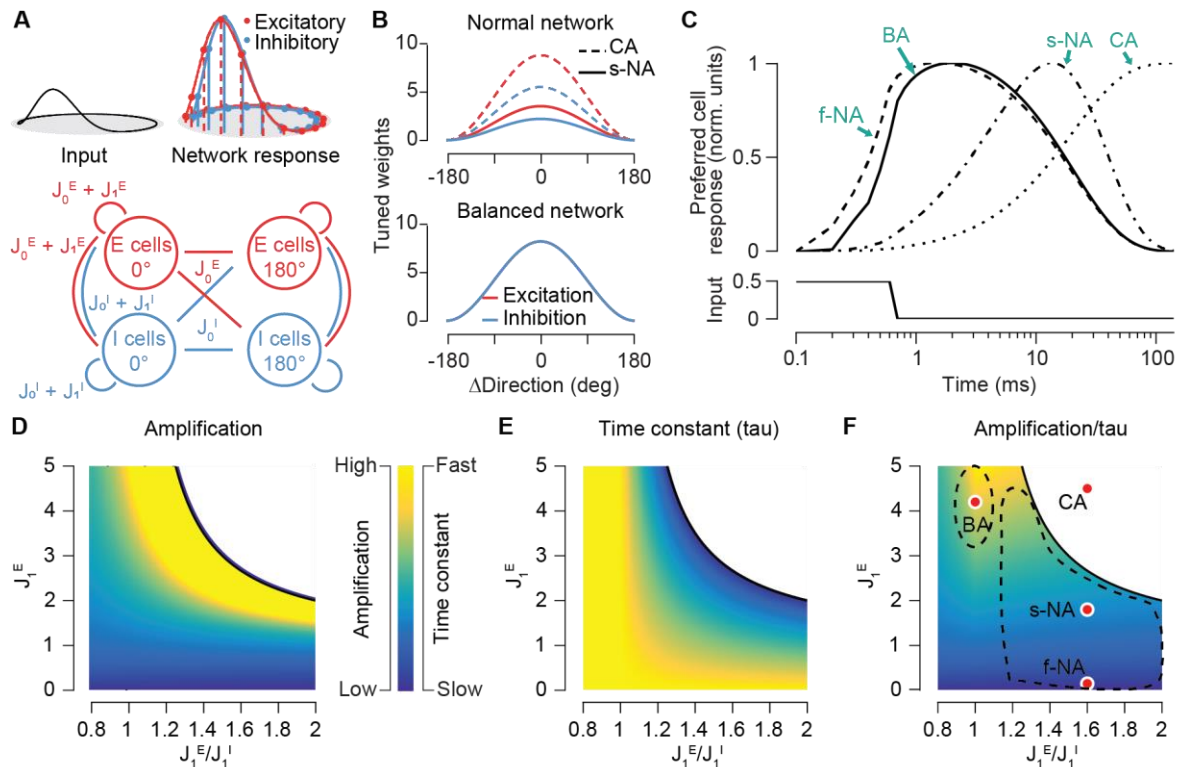 A
Excitatory
Inhibitory
Input
Network response
J₀ᴱ + J₁ᴱ
J₀ᴱ + J₁ᴱ
E cells
0°
E cells
180°
J₀ᴱ
J₀ᴵ + J₁ᴵ
J₀ᴵ
I cells
0°
I cells
180°
J₀ᴵ + J₁ᴵ
B
Normal network
CA
s-NA
Tuned weights
10
5
0
-180
0
180
Balanced network
10
5
0
Excitation
Inhibition
-180
0
180
ΔDirection (deg)
C
BA
s-NA
CA
f-NA
Preferred cell
response (norm. units)
1
0.5
0
Input
0.5
0
0.1
1
10
100
Time (ms)
D
Amplification
J₁ᴱ
5
4
3
2
1
0
0.8
1
1.2
1.4
1.6
1.8
2
J₁ᴱ/J₁ᴵ
High
Fast
Amplification
Time constant
Low
Slow
E
Time constant (tau)
J₁ᴱ
5
4
3
2
1
0
0.8
1
1.2
1.4
1.6
1.8
2
J₁ᴱ/J₁ᴵ
F
Amplification/tau
J₁ᴱ
5
4
3
2
1
0
CA
BA
s-NA
f-NA
0.8
1
1.2
1.4
1.6
1.8
2
J₁ᴱ/J₁ᴵ